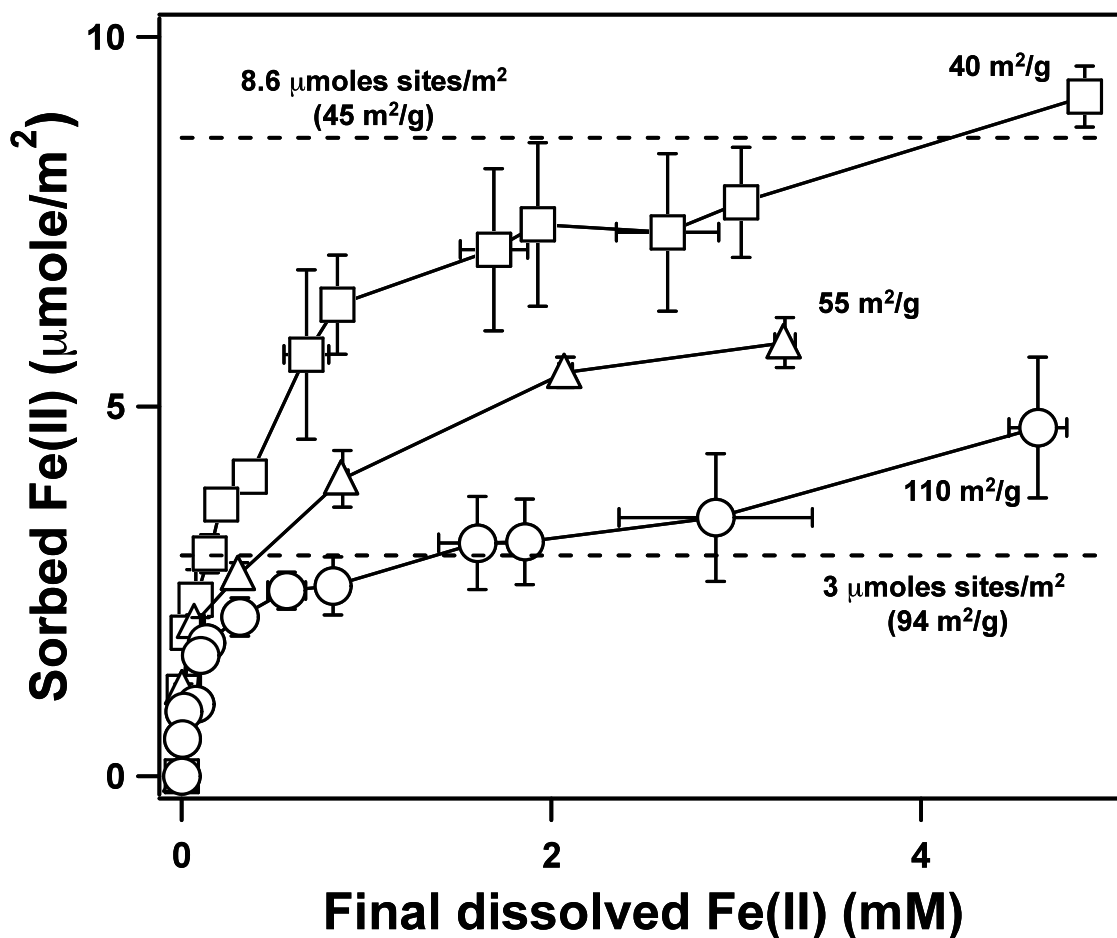 10
8.6 μmoles sites/m²
(45 m²/g)
40 m²/g
55 m²/g
5
110 m²/g
3 μmoles sites/m²
(94 m²/g)
0
0 2 4
Sorbed Fe(II) (μmole/m²)
Final dissolved Fe(II) (mM)